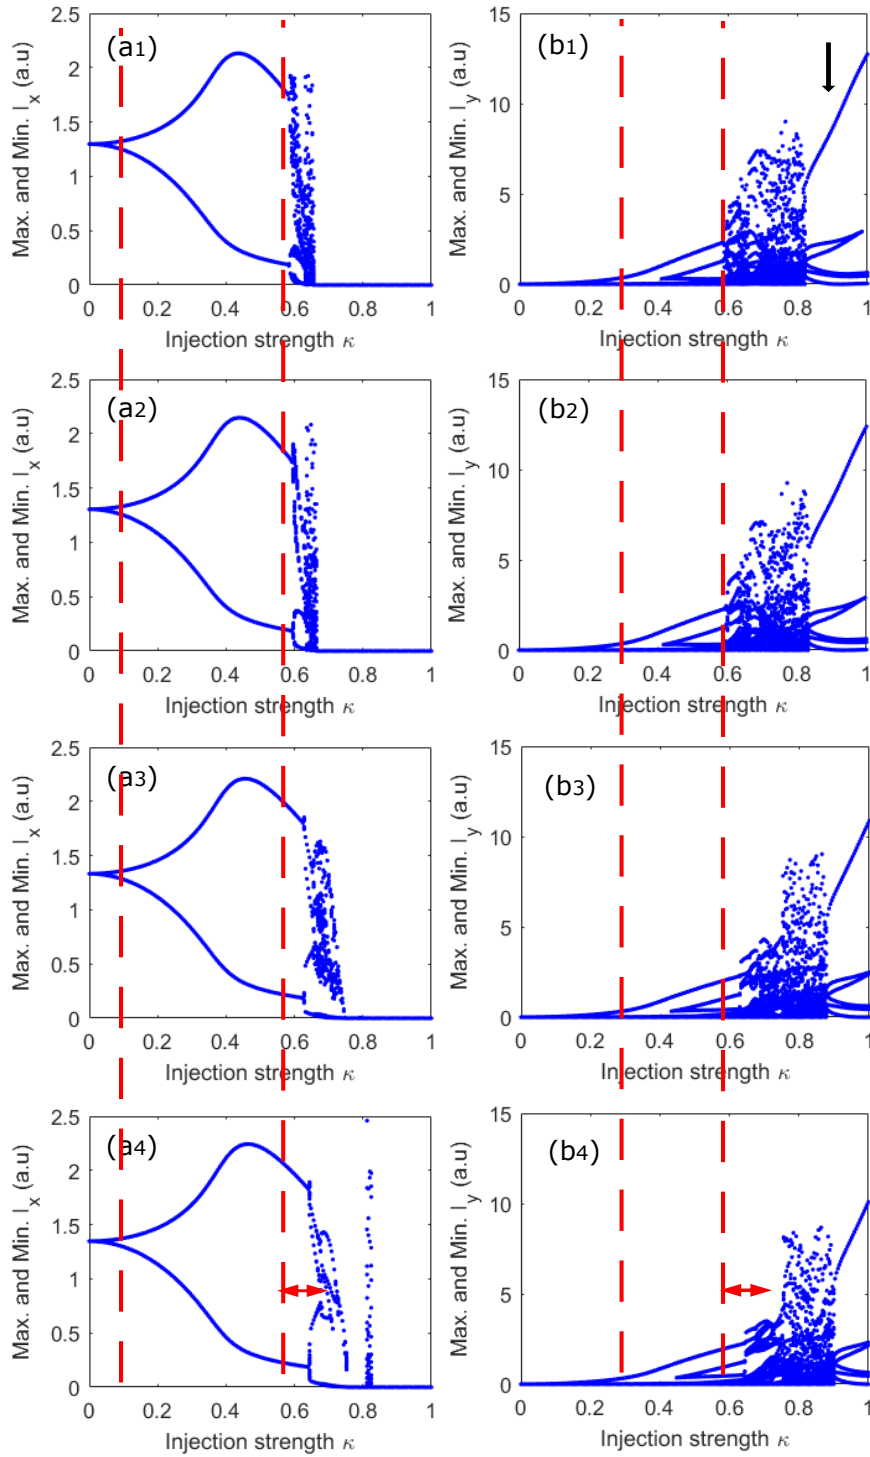 (a1)
Max. and Min. I_x (a.u)
2.5
2
1.5
1
0.5
0
0 0.2 0.4 0.6 0.8 1
Injection strength κ
(b1)
Max. and Min. I_y (a.u)
15
10
5
0
0 0.2 0.4 0.6 0.8 1
Injection strength κ
(a2)
Max. and Min. I_x (a.u)
2.5
2
1.5
1
0.5
0
0 0.2 0.4 0.6 0.8 1
Injection strength κ
(b2)
Max. and Min. I_y (a.u)
15
10
5
0
0 0.2 0.4 0.6 0.8 1
Injection strength κ
(a3)
Max. and Min. I_x (a.u)
2.5
2
1.5
1
0.5
0
0 0.2 0.4 0.6 0.8 1
Injection strength κ
(b3)
Max. and Min. I_y (a.u)
15
10
5
0
0 0.2 0.4 0.6 0.8 1
Injection strength κ
(a4)
Max. and Min. I_x (a.u)
2.5
2
1.5
1
0.5
0
0 0.2 0.4 0.6 0.8 1
Injection strength κ
(b4)
Max. and Min. I_y (a.u)
15
10
5
0
0 0.2 0.4 0.6 0.8 1
Injection strength κ